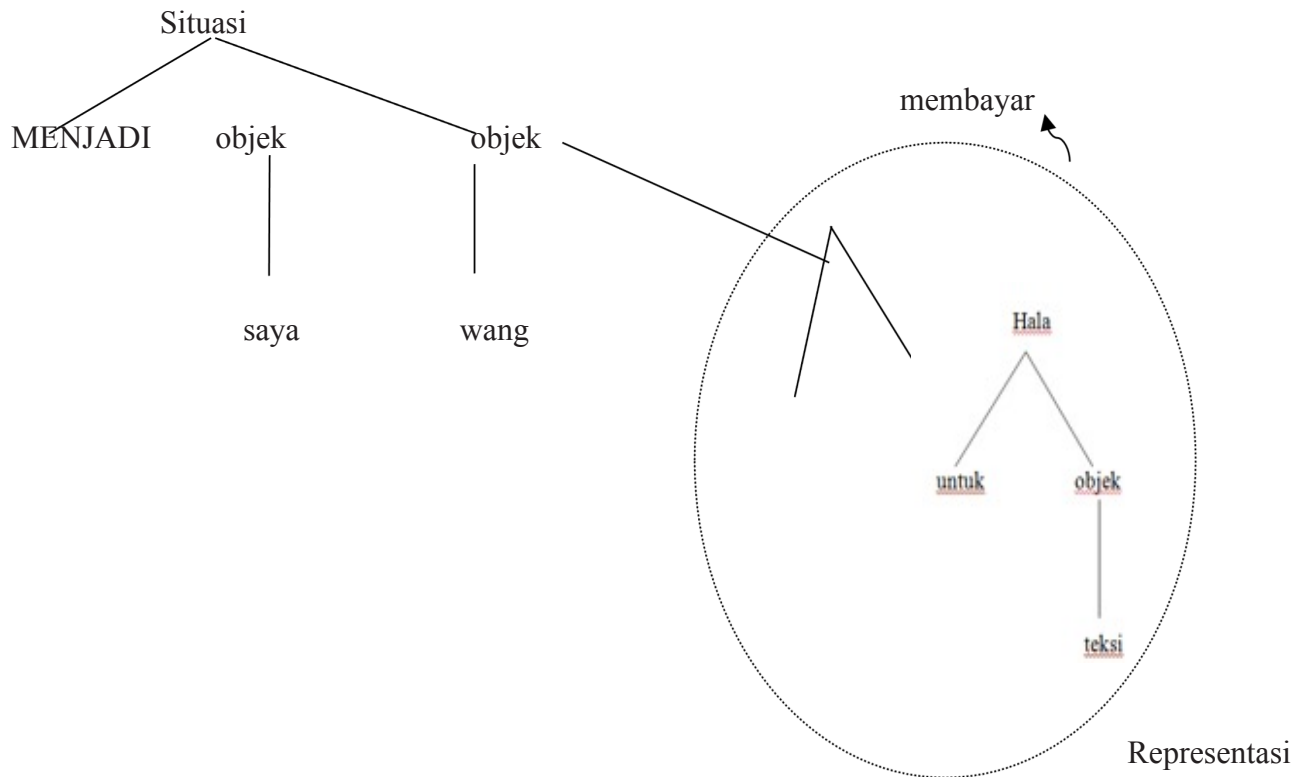 Situasi
membayar
MENJADI objek objek
saya wang
Hala
untuk objek
teksi
Representasi